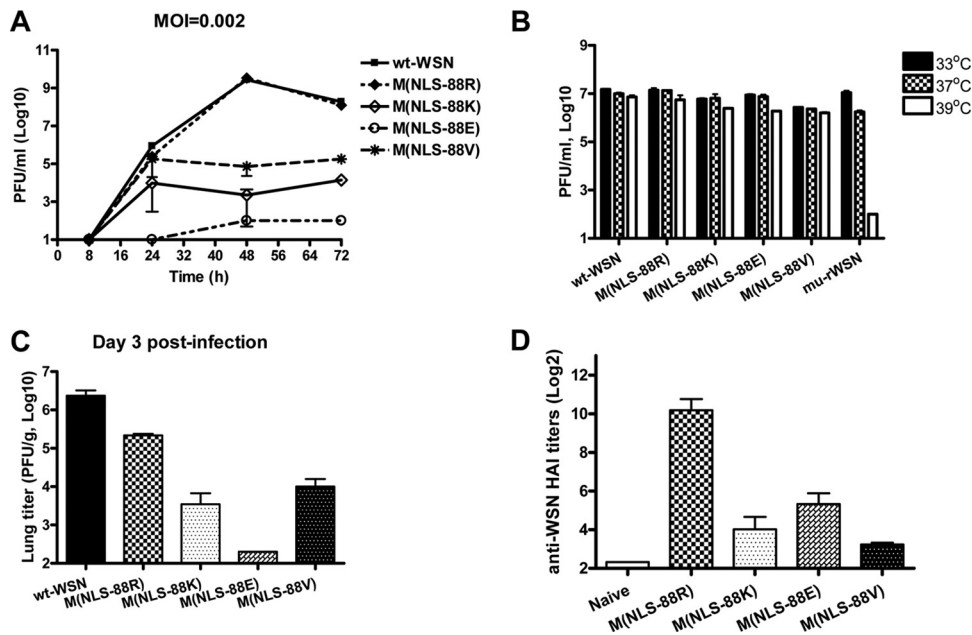 A
MOI=0.002
PFU/ml (Log10)
11
9
7
5
3
1
0 8 16 24 32 40 48 56 64 72
Time (h)
wt-WSN
M(NLS-88R)
M(NLS-88K)
M(NLS-88E)
M(NLS-88V)
B
PFU/ml, Log10
9
7
5
3
1
wt-WSN
M(NLS-88R)
M(NLS-88K)
M(NLS-88E)
M(NLS-88V)
mu-rWSN
33°C
37°C
39°C
C
Day 3 post-infection
Lung titer (PFU/g, Log10)
7
6
5
4
3
2
wt-WSN
M(NLS-88R)
M(NLS-88K)
M(NLS-88E)
M(NLS-88V)
D
anti-WSN HAI titers (Log2)
12
10
8
6
4
2
Naive
M(NLS-88R)
M(NLS-88K)
M(NLS-88E)
M(NLS-88V)